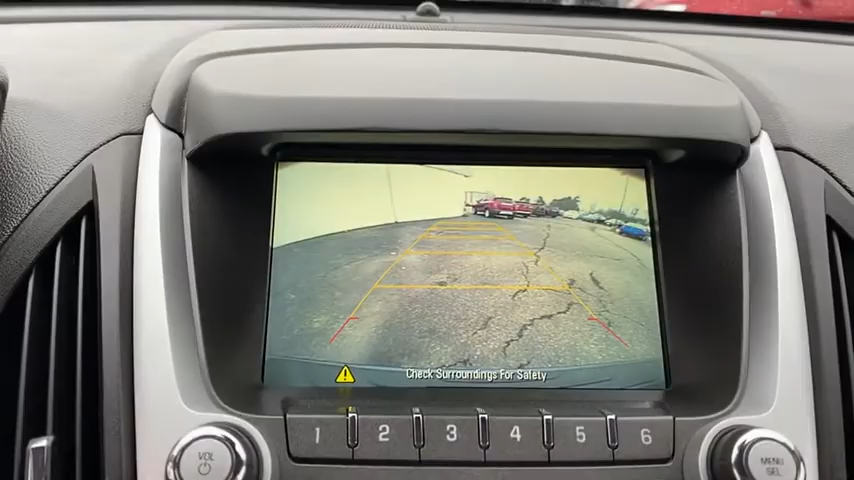 Check Surroundings For Safety
1 2 3 4 5 6
VOL
MENU
SEL